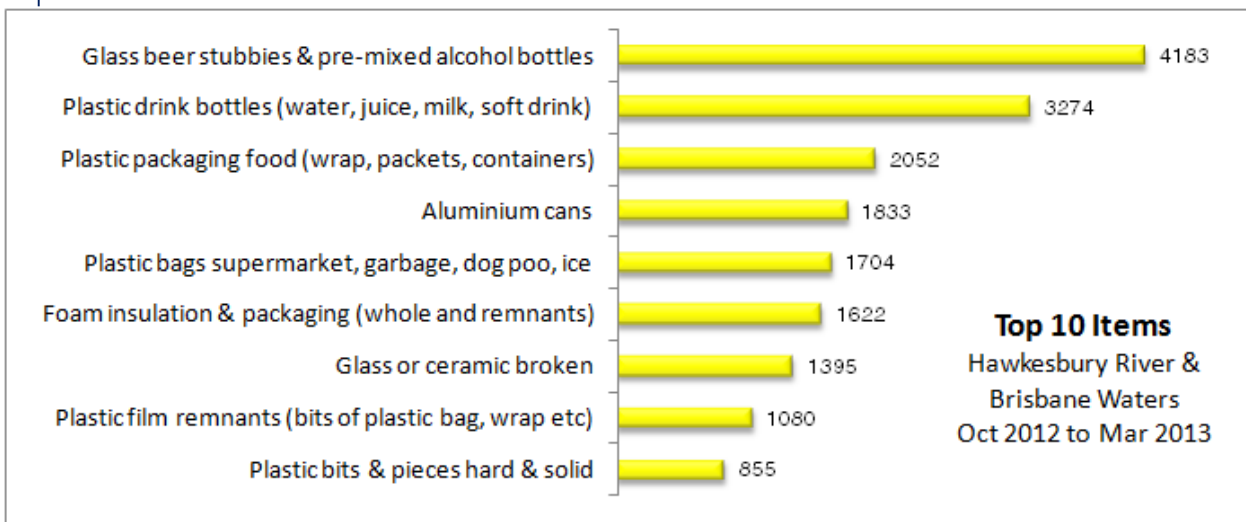 Glass beer stubbies & pre-mixed alcohol bottles 4183
Plastic drink bottles (water, juice, milk, soft drink) 3274
Plastic packaging food (wrap, packets, containers) 2052
Aluminium cans 1833
Plastic bags supermarket, garbage, dog poo, ice 1704
Foam insulation & packaging (whole and remnants) 1622
Glass or ceramic broken 1395
Plastic film remnants (bits of plastic bag, wrap etc) 1080
Plastic bits & pieces hard & solid 855
Top 10 Items
Hawkesbury River &
Brisbane Waters
Oct 2012 to Mar 2013